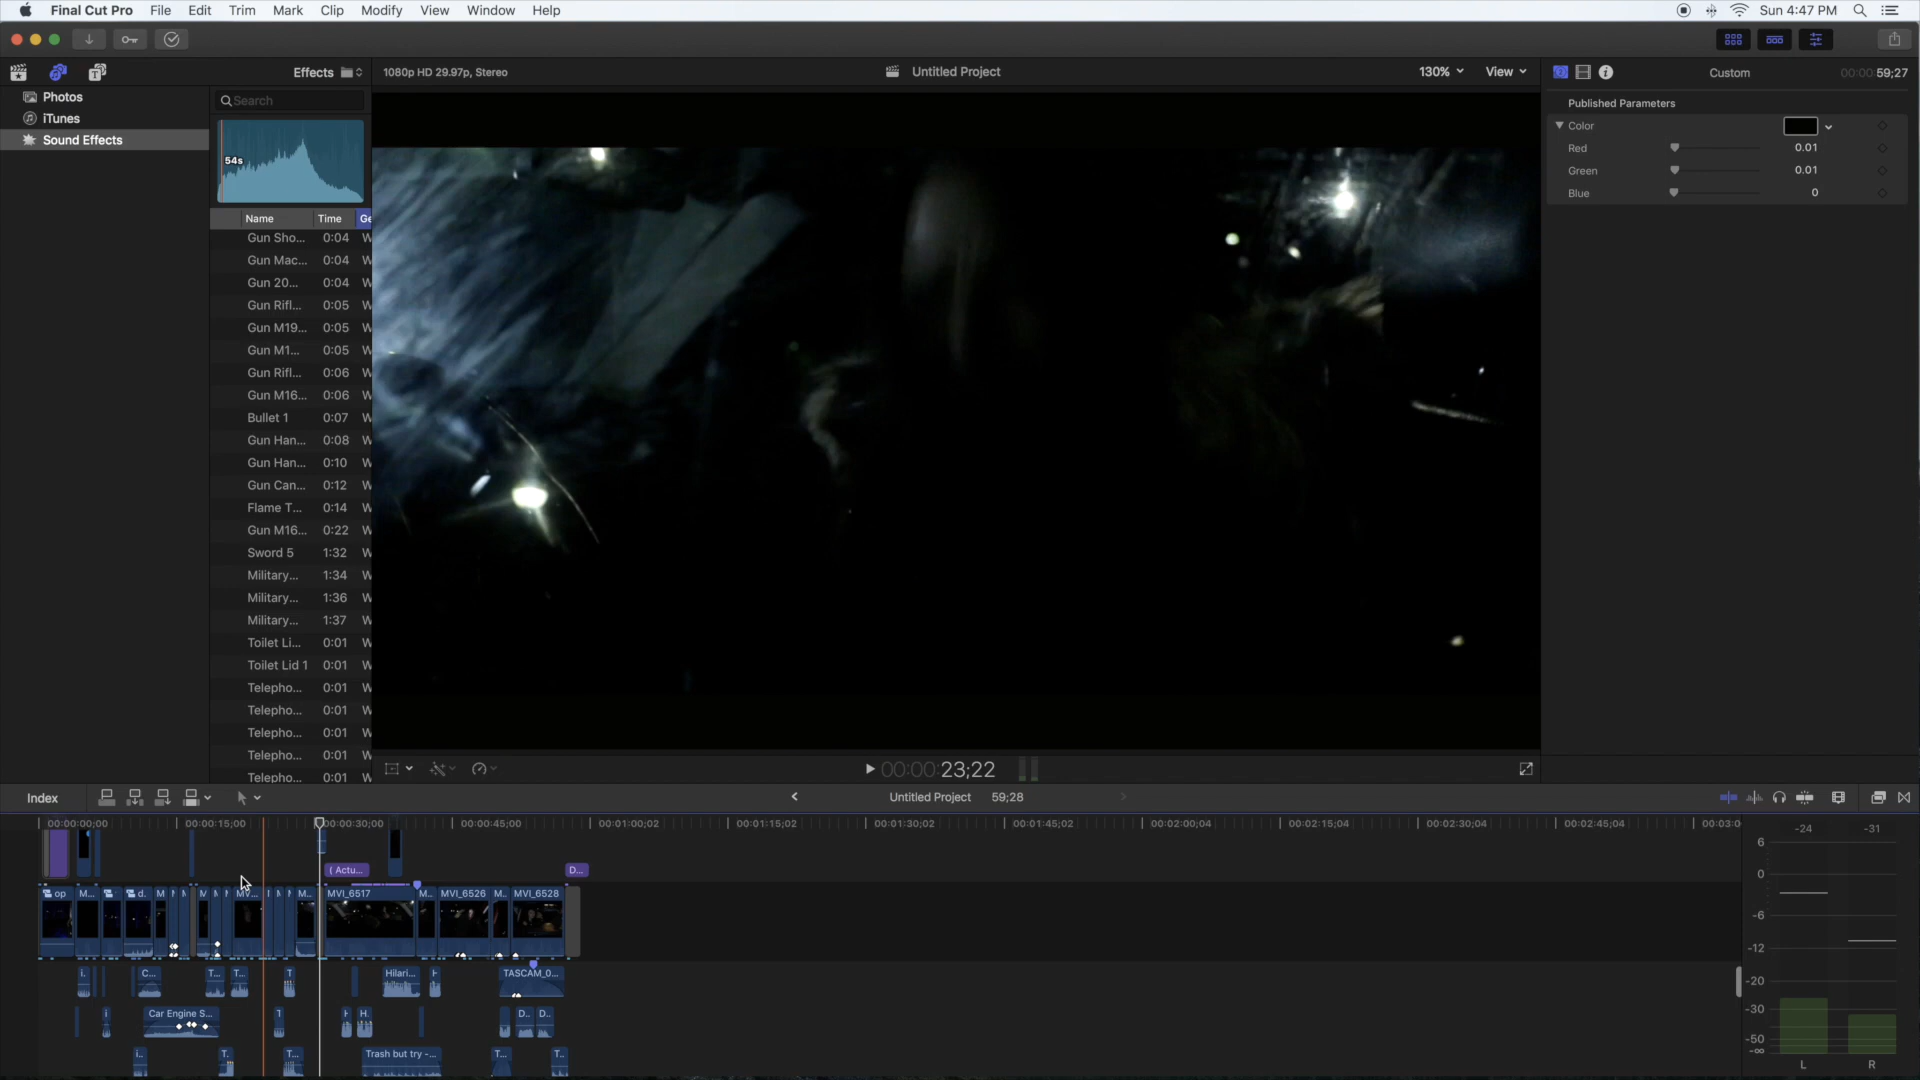 Final Cut Pro File Edit Trim Mark Clip Modify View Window Help
Sun 4:47 PM
Effects
1080p HD 29.97p, Stereo
Untitled Project
130%
View
Custom
00:00:59;27
Photos
iTunes
Sound Effects
Search
54s
Name Time Ge
Gun Sho... 0:04 W
Gun Mac... 0:04 W
Gun 20... 0:04 W
Gun Rifl... 0:05 W
Gun M19... 0:05 W
Gun M1... 0:05 W
Gun Rifl... 0:06 W
Gun M16... 0:06 W
Bullet 1 0:07 W
Gun Han... 0:08 W
Gun Han... 0:10 W
Gun Can... 0:12 W
Flame T... 0:14 W
Gun M16... 0:22 W
Sword 5 1:32 W
Military... 1:34 W
Military... 1:36 W
Military... 1:37 W
Toilet Li... 0:01 W
Toilet Lid 1 0:01 W
Telepho... 0:01 W
Telepho... 0:01 W
Telepho... 0:01 W
Telepho... 0:01 W
Telepho... 0:01 W
Published Parameters
Color
Red 0.01
Green 0.01
Blue 0
00:00:23;22
Index
Untitled Project 59;28
00:00:00;00 00:00:15;00 00:00:30;00 00:00:45;00 00:01:00;02 00:01:15;02 00:01:30;02 00:01:45;02 00:02:00;04 00:02:15;04 00:02:30;04 00:02:45;04 00:03:0
( Actu... D...
op M... d. M M MV... M... MVI_6517 M.. MVI_6526 M.. MVI_6528
i. C... T... T... T Hilari... TASCAM_0...
i Car Engine S... H. D.. D..
i.. T. T... Trash but try -... T... T..
-24 -31
6
0
-6
-12
-20
-30
-50
-∞
L R